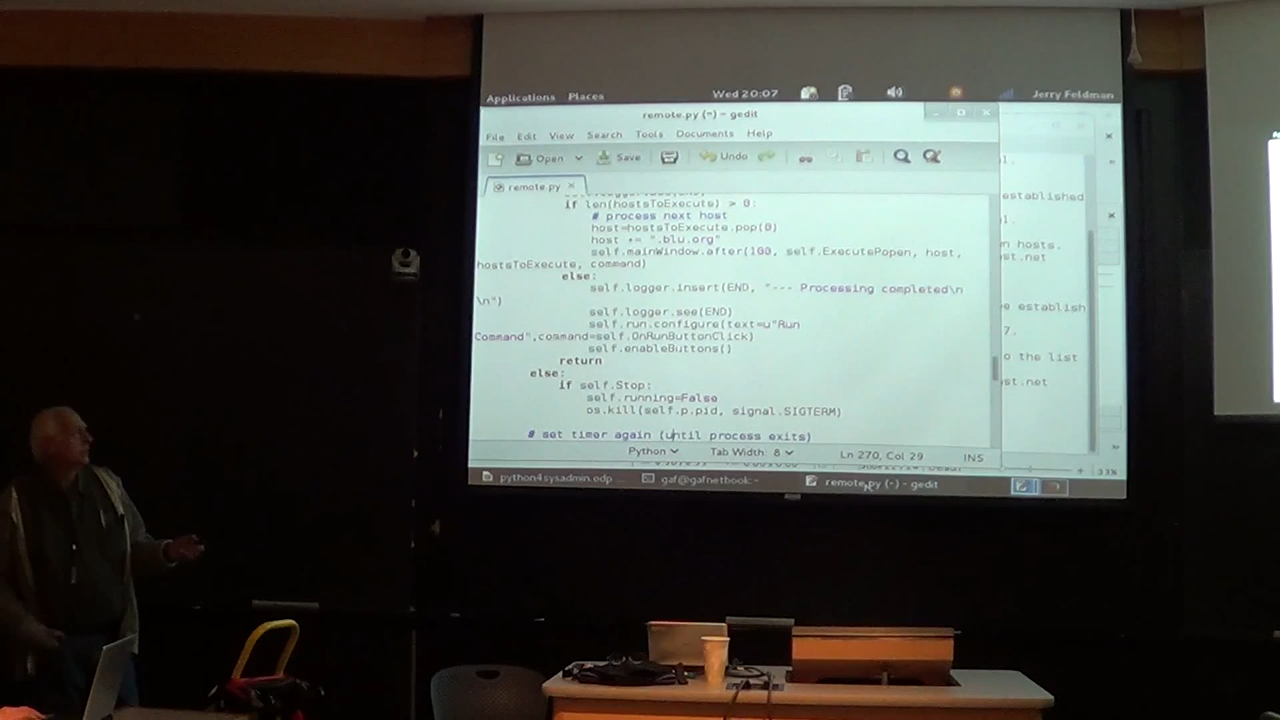 Applications Places Wed 20:07 Jerry Feldman
remote.py (~) - gedit
File Edit View Search Tools Documents Help
Open Save Undo
remote.py
if len(hostsToExecute) > 0:
# process next host
host=hostsToExecute.pop(0)
host += ".blu.org"
self.mainWindow.after(100, self.ExecutePopen, host,
hostsToExecute, command)
else:
self.logger.insert(END, "--- Processing completed\n
\n")
self.logger.see(END)
self.run.configure(text=u"Run
Command",command=self.OnRunButtonClick)
self.enableButtons()
return
else:
if self.Stop:
self.running=False
os.kill(self.p.pid, signal.SIGTERM)
# set timer again (until process exits)
Python Tab Width: 8 Ln 270, Col 29 INS
established
hosts.
st.net
establish
7.
o the list
st.net
33%
python4sysadmin.odp ... gaf@gafnetbook:~ remote.py (~) - gedit